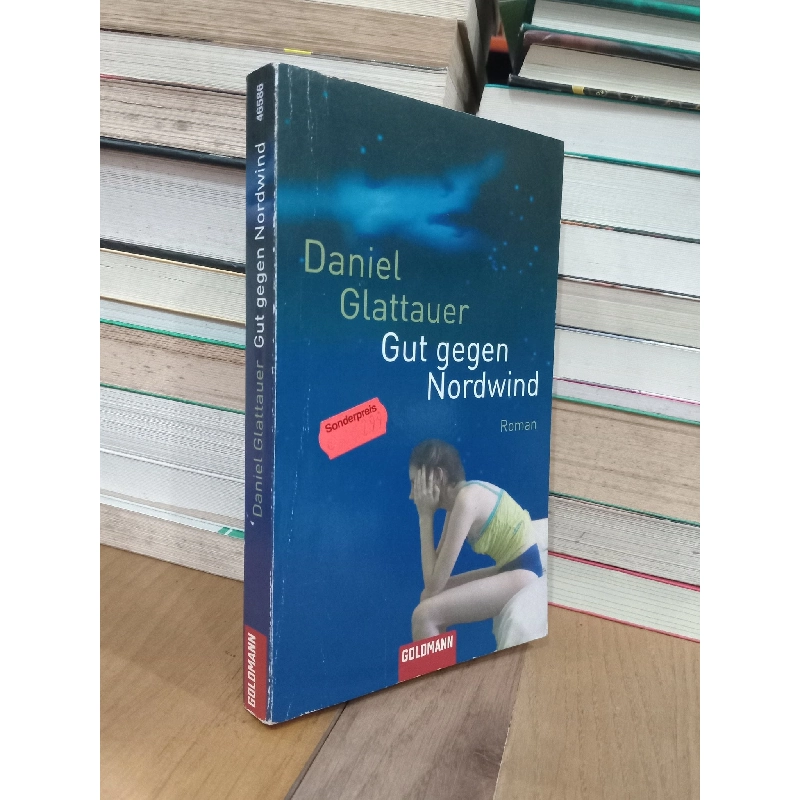 Daniel
Glattauer
Gut gegen
Nordwind
Roman
Sonderpreis
GOLDMANN
Daniel Glattauer Gut gegen Nordwind 46586
GOLDMANN